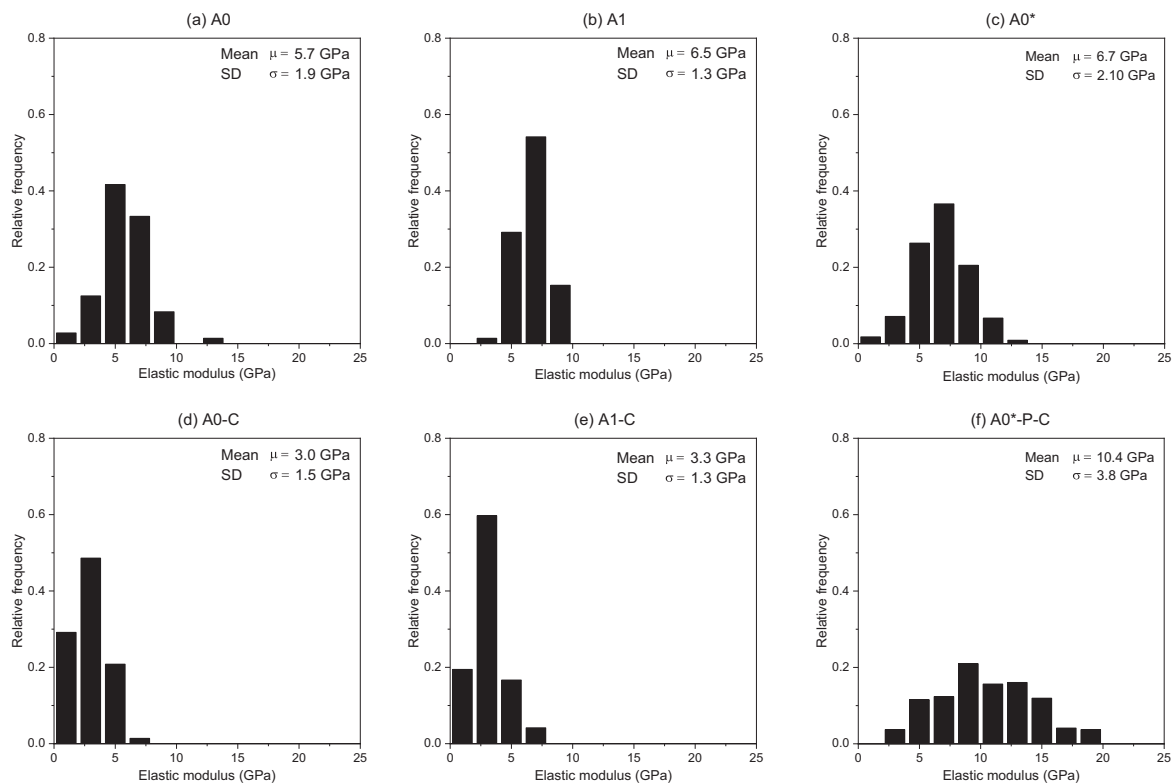 (a) A0
Mean μ = 5.7 GPa
SD σ = 1.9 GPa
Relative frequency
0.8
0.6
0.4
0.2
0.0
0 5 10 15 20 25
Elastic modulus (GPa)
(b) A1
Mean μ = 6.5 GPa
SD σ = 1.3 GPa
Relative frequency
0.8
0.6
0.4
0.2
0.0
0 5 10 15 20 25
Elastic modulus (GPa)
(c) A0*
Mean μ = 6.7 GPa
SD σ = 2.10 GPa
Relative frequency
0.8
0.6
0.4
0.2
0.0
0 5 10 15 20 25
Elastic modulus (GPa)
(d) A0-C
Mean μ = 3.0 GPa
SD σ = 1.5 GPa
Relative frequency
0.8
0.6
0.4
0.2
0.0
0 5 10 15 20 25
Elastic modulus (GPa)
(e) A1-C
Mean μ = 3.3 GPa
SD σ = 1.3 GPa
Relative frequency
0.8
0.6
0.4
0.2
0.0
0 5 10 15 20 25
Elastic modulus (GPa)
(f) A0*-P-C
Mean μ = 10.4 GPa
SD σ = 3.8 GPa
Relative frequency
0.8
0.6
0.4
0.2
0.0
0 5 10 15 20 25
Elastic modulus (GPa)